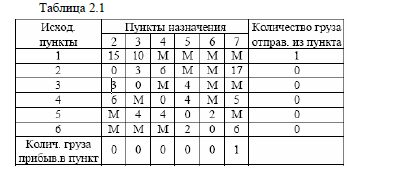 Таблица 2.1
Исход. пункты Пункты назначения Количество груза отправ. из пункта
2 3 4 5 6 7
1 15 10 М М М М 1
2 0 3 6 М М 17 0
3 3 0 М 4 М М 0
4 6 М 0 4 М 5 0
5 М 4 4 0 2 М 0
6 М М М 2 0 6 0
Колич. груза прибыв.в пункт 0 0 0 0 0 1